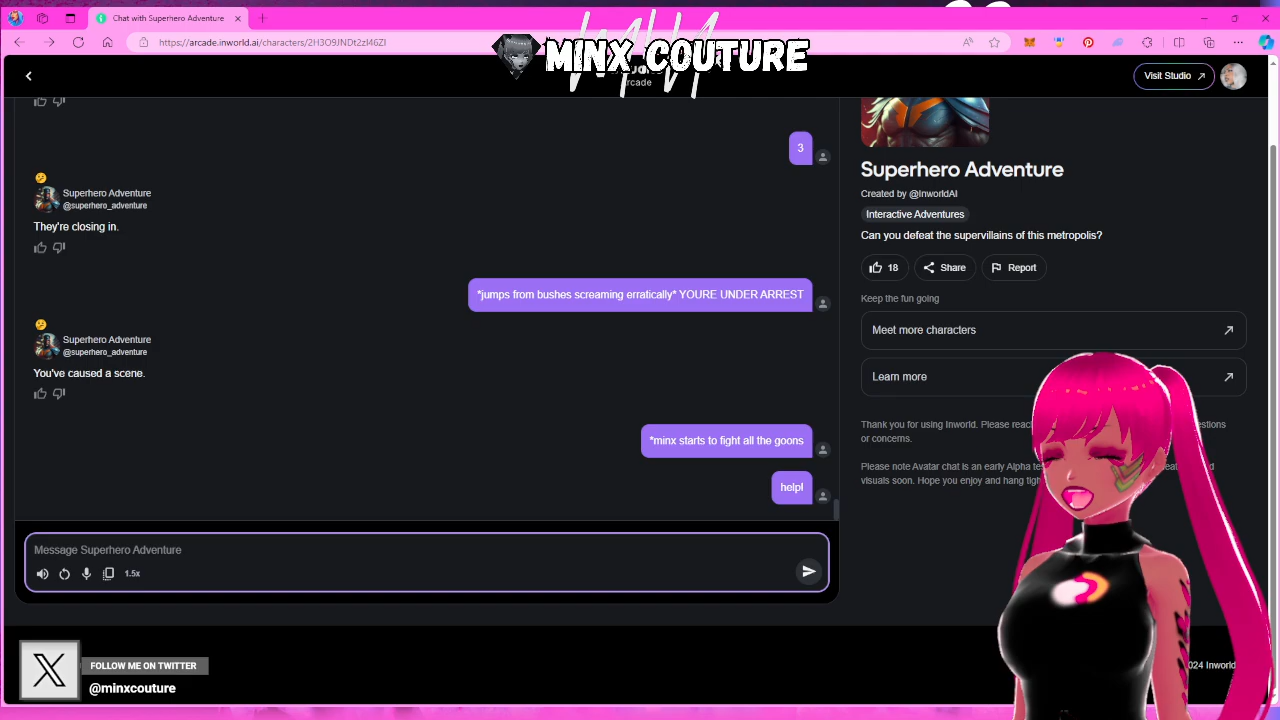 Chat with Superhero Adventure
https://arcade.inworld.ai/characters/2H3O9JNDt2zI46ZI
MINX COUTURE
arcade
Visit Studio
3
Superhero Adventure
@superhero_adventure
They're closing in.
*jumps from bushes screaming erratically* YOURE UNDER ARREST
Superhero Adventure
@superhero_adventure
You've caused a scene.
*minx starts to fight all the goons
help!
Message Superhero Adventure
1.5x
Superhero Adventure
Created by @InworldAI
Interactive Adventures
Can you defeat the supervillains of this metropolis?
18
Share
Report
Keep the fun going
Meet more characters
Learn more
Thank you for using Inworld. Please
or concerns.
Please note Avatar chat is an early Alpha
visuals soon. Hope you enjoy and hang
Inworld
X
FOLLOW ME ON TWITTER
@minxcouture